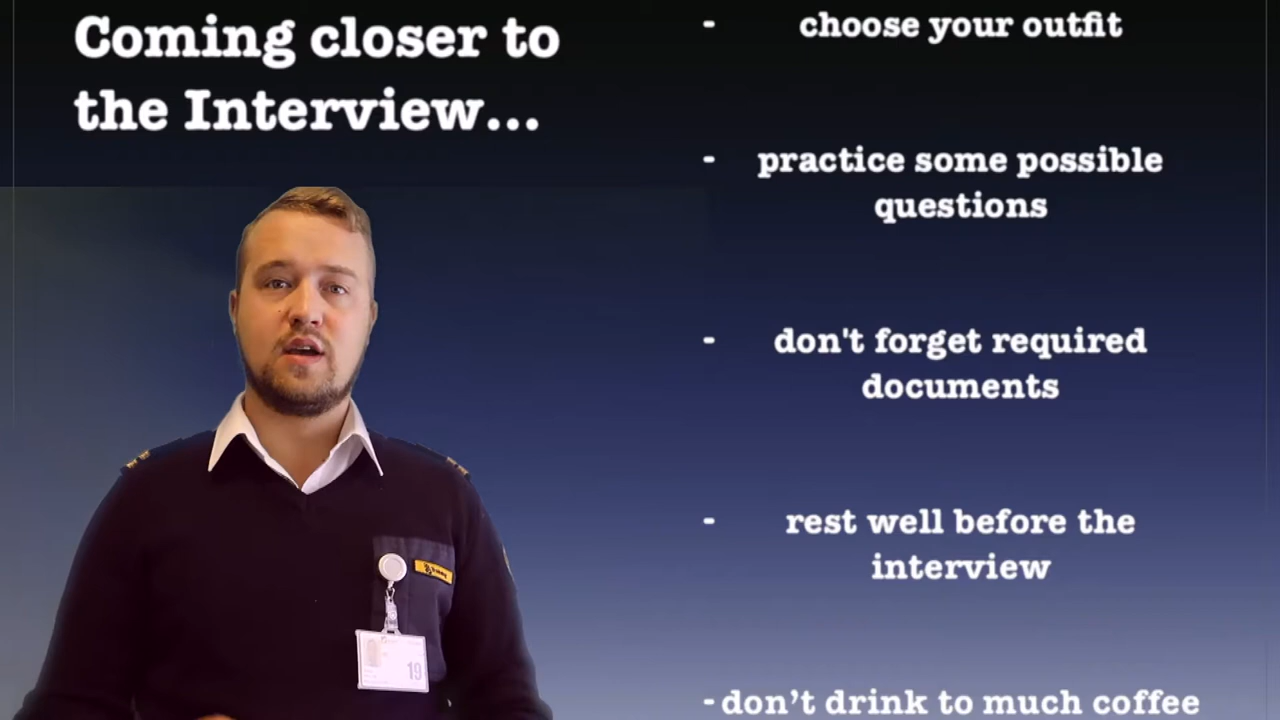 Coming closer to
the Interview...
- choose your outfit
- practice some possible
questions
- don't forget required
documents
- rest well before the
interview
-don’t drink to much coffee
19